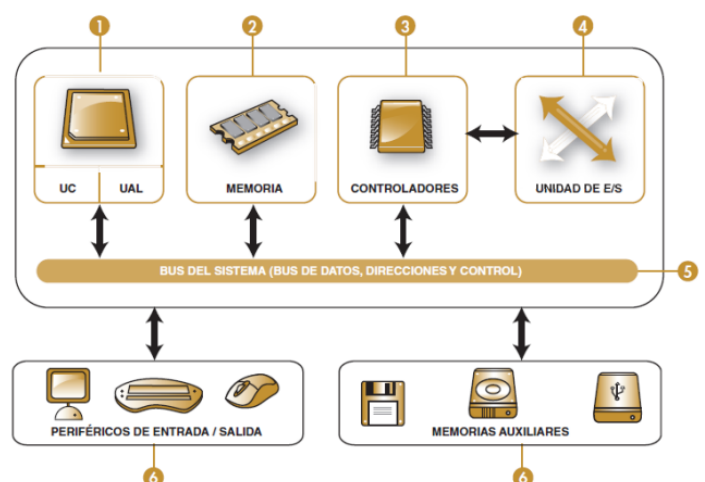 1
2
3
4
UC
UAL
MEMORIA
CONTROLADORES
UNIDAD DE E/S
BUS DEL SISTEMA (BUS DE DATOS, DIRECCIONES Y CONTROL)
5
PERIFÉRICOS DE ENTRADA / SALIDA
MEMORIAS AUXILIARES
6
6